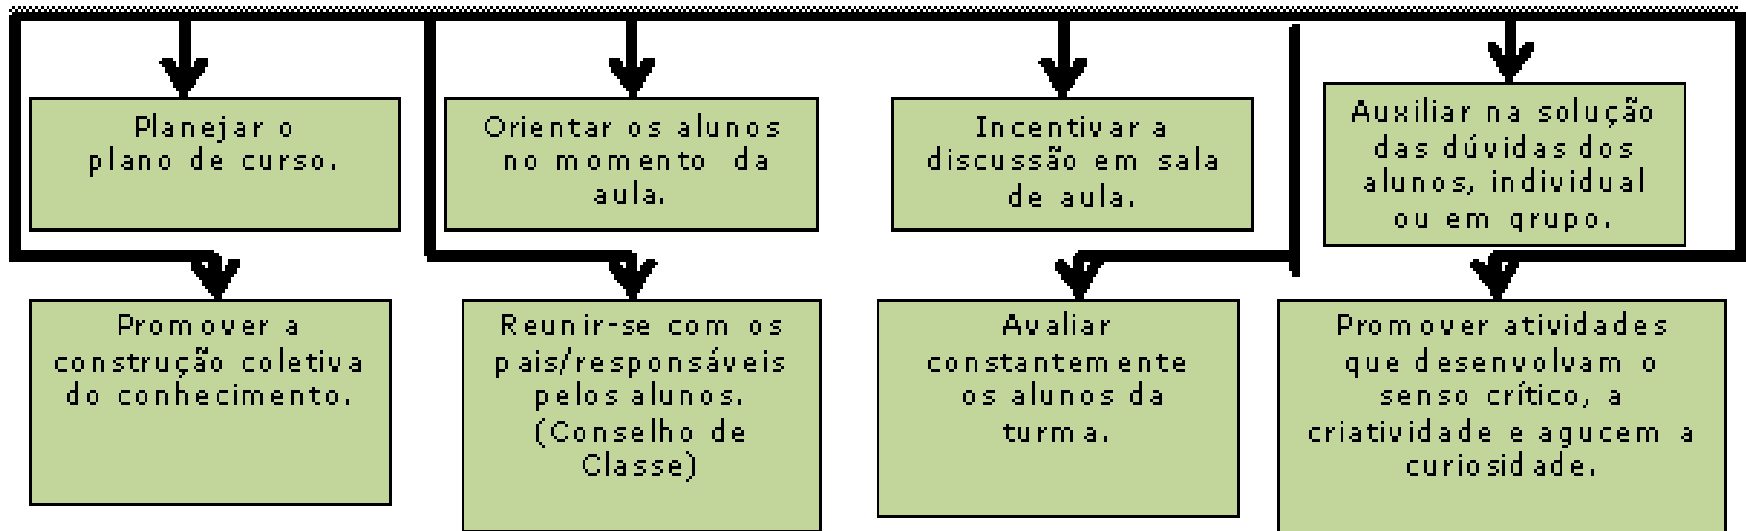 Planejar o
plano de curso.
Orientar os alunos
no momento da
aula.
Incentivar a
discussão em sala
de aula.
Auxiliar na solução
das dúvidas dos
alunos, individual
ou em grupo.
Promover a
construção coletiva
do conhecimento.
Reunir-se com os
pais/responsáveis
pelos alunos.
(Conselho de
Classe)
Avaliar
constantemente
os alunos da
turma.
Promover atividades
que desenvolvam o
senso crítico, a
criatividade e agucem a
curiosidade.